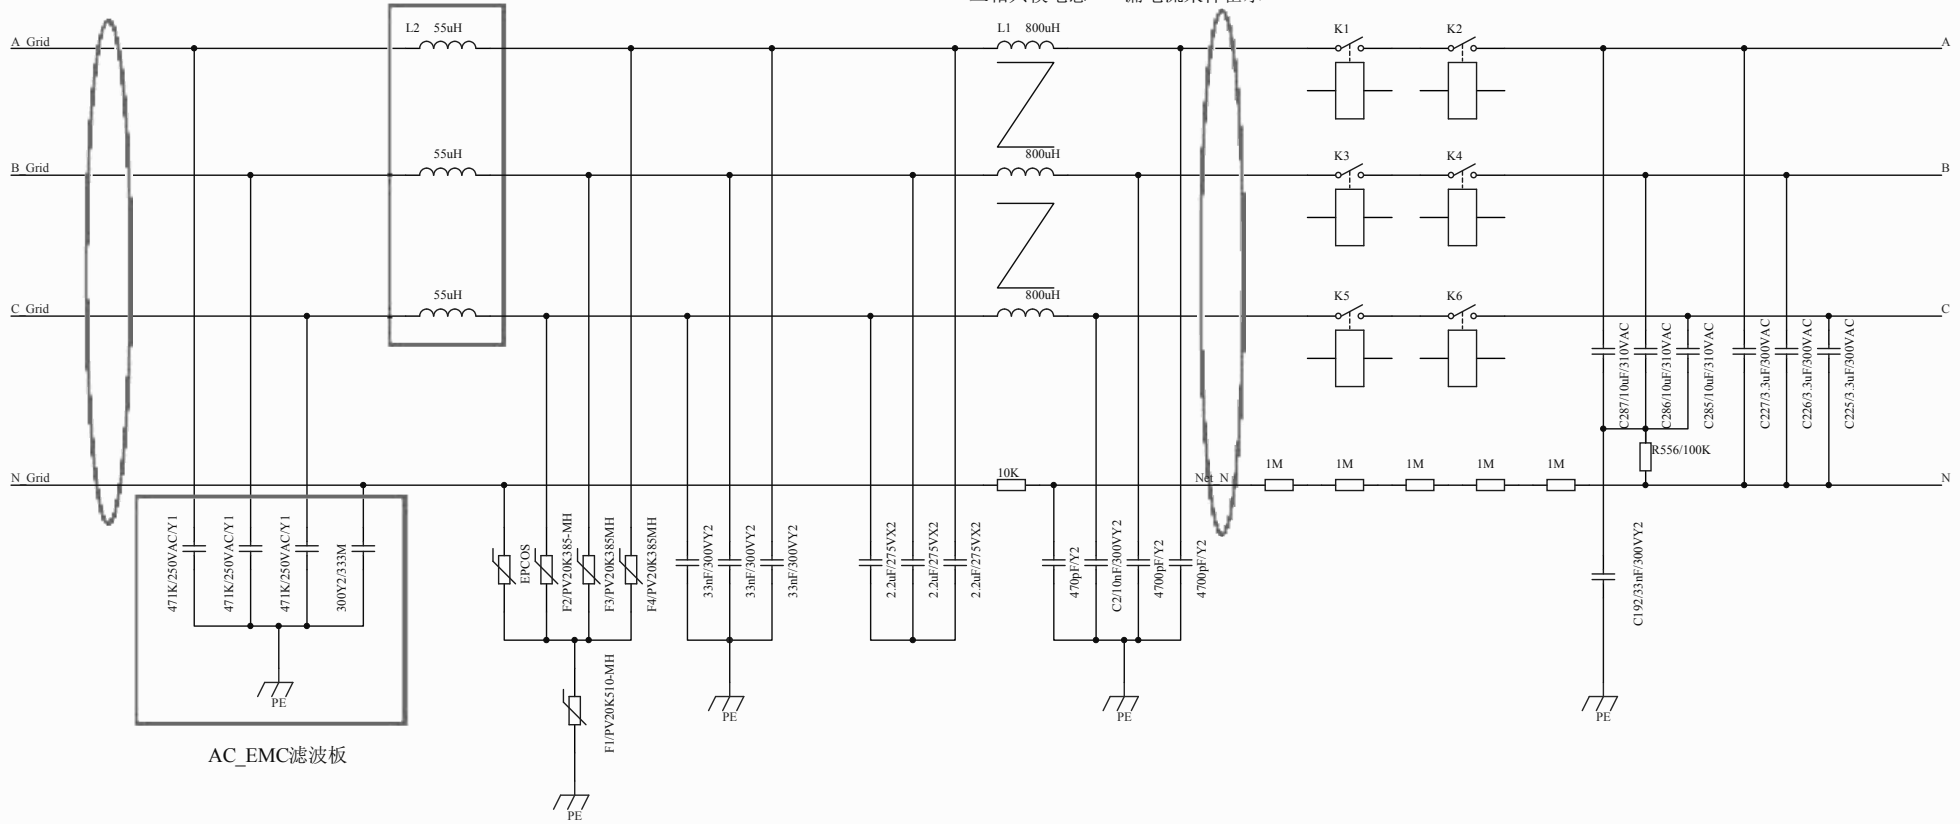 L2 55uH
L1 800uH
K1
K2
A_Grid
A
55uH
800uH
K3
K4
B_Grid
B
55uH
800uH
K5
K6
C_Grid
C
C287/10uF/310VAC
C286/10uF/310VAC
C285/10uF/310VAC
C227/3.3uF/300VAC
C226/3.3uF/300VAC
C225/3.3uF/300VAC
R556/100K
N_Grid
10K
Net_N
1M
1M
1M
1M
1M
N
471K/250VAC/Y1
471K/250VAC/Y1
471K/250VAC/Y1
300Y2/333M
EPCOS
F2/PV20K385-MH
F3/PV20K385MH
F4/PV20K385MH
33nF/300VY2
33nF/300VY2
33nF/300VY2
2.2uF/275VX2
2.2uF/275VX2
2.2uF/275VX2
470pF/Y2
C2/10nF/300VY2
4700pF/Y2
4700pF/Y2
C192/33nF/300VY2
F1/PV20K510-MH
PE
PE
PE
PE
PE
AC_EMC滤波板